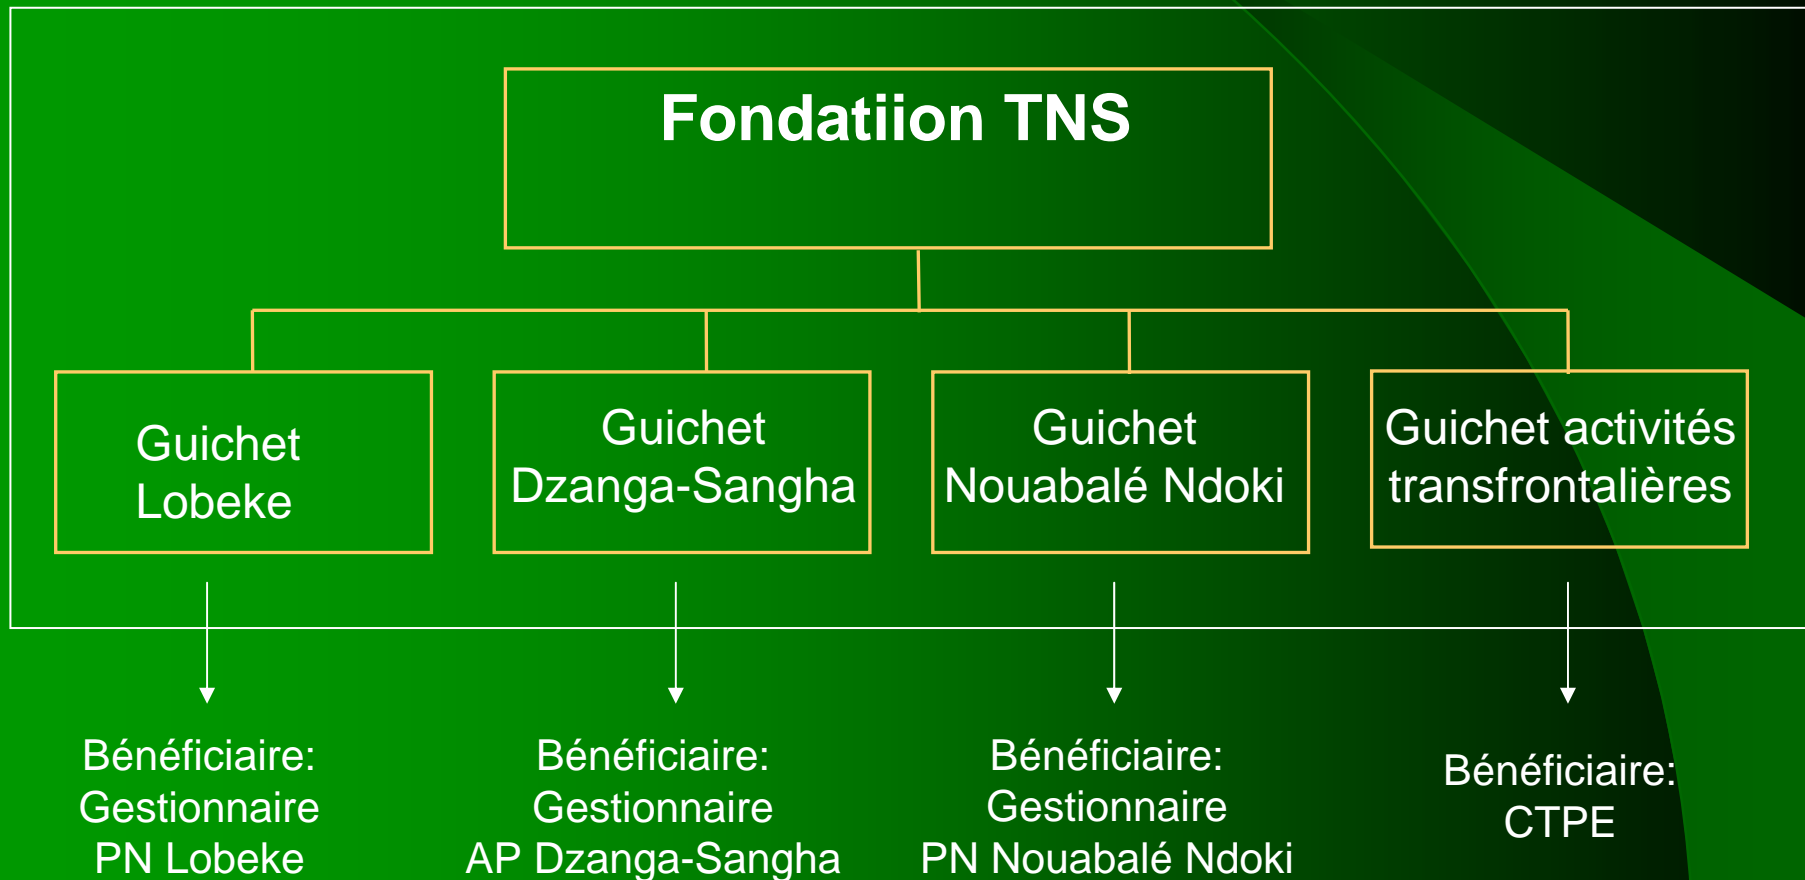 Fondatiion TNS
Guichet
Lobeke
Guichet
Dzanga-Sangha
Guichet
Nouabalé Ndoki
Guichet activités
transfrontalières
Bénéficiaire:
Gestionnaire
PN Lobeke
Bénéficiaire:
Gestionnaire
AP Dzanga-Sangha
Bénéficiaire:
Gestionnaire
PN Nouabalé Ndoki
Bénéficiaire:
CTPE